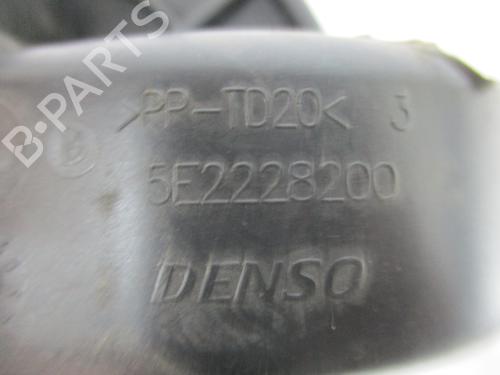 B-PARTS
>PP-TD20< 3
B
5E2228200
DENSO